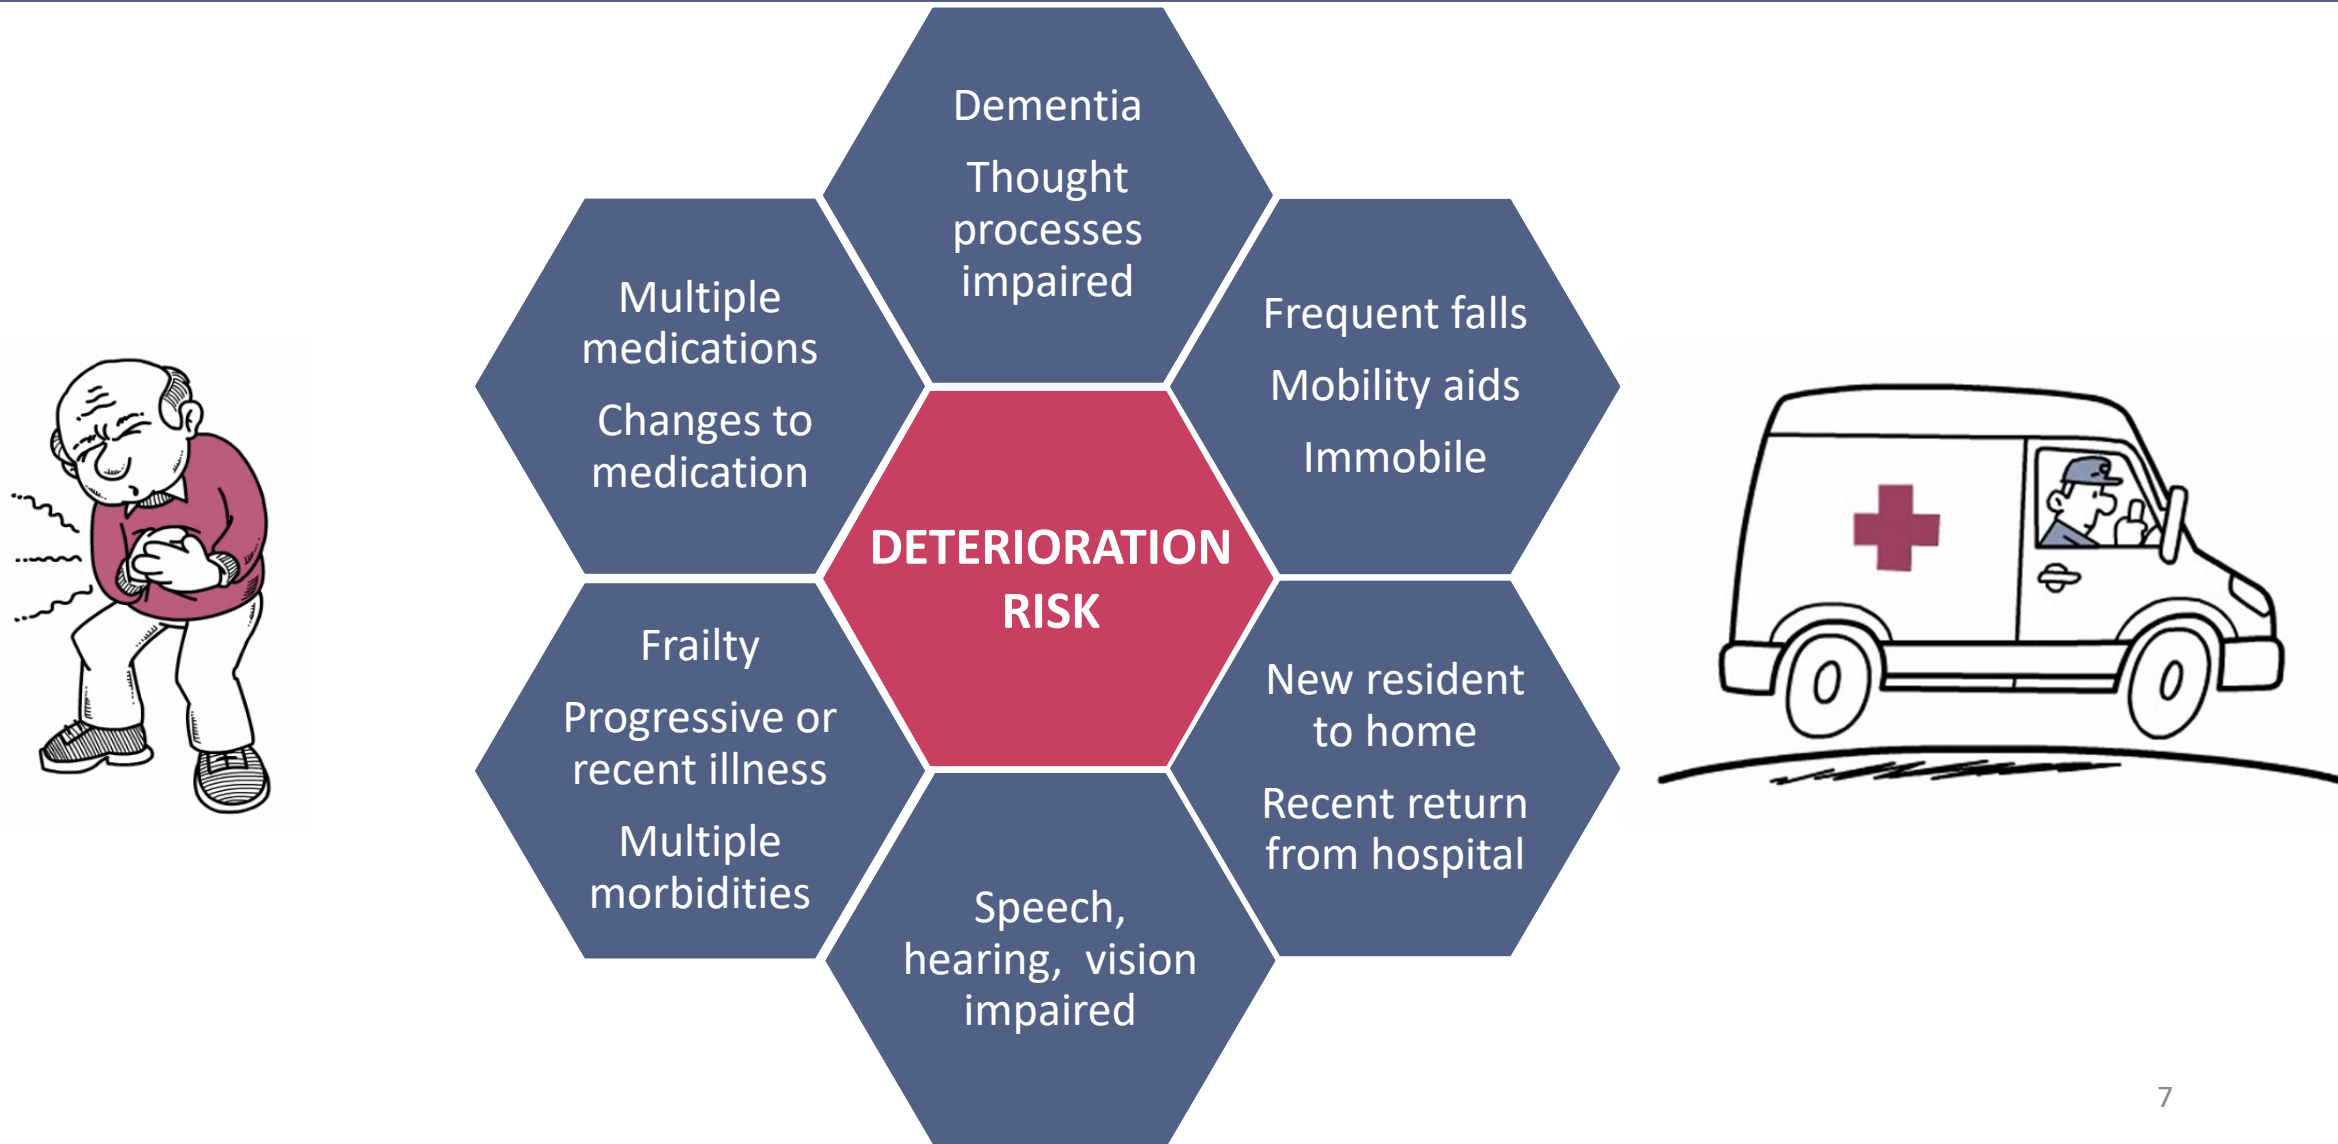 Dementia
Thought
processes
impaired
Multiple
medications
Changes to
medication
Frequent falls
Mobility aids
Immobile
DETERIORATION
RISK
Frailty
Progressive or
recent illness
Multiple
morbidities
New resident
to home
Recent return
from hospital
Speech,
hearing,  vision
impaired
7